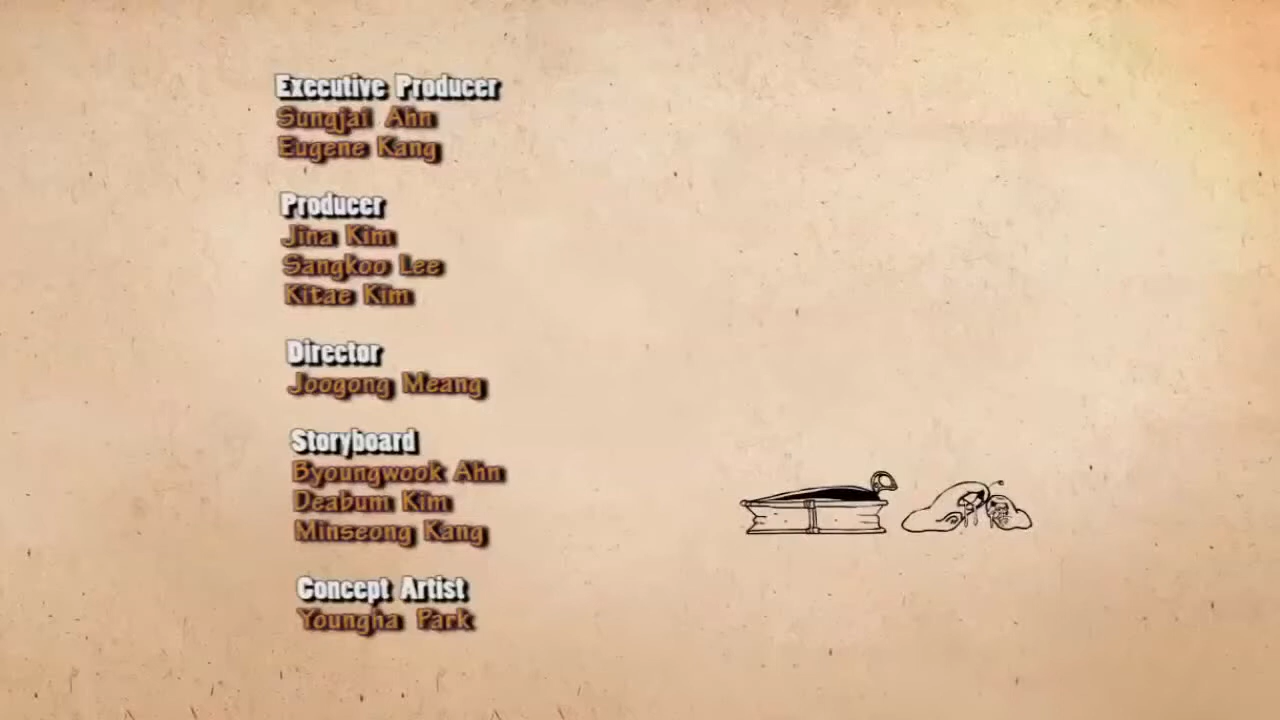 Executive Producer
Sungjai Ahn
Eugene Kang
Producer
Jina Kim
Sangkoo Lee
Kitae Kim
Director
Joogong Meang
Storyboard
Byoungwook Ahn
Deabum Kim
Minseong Kang
Concept Artist
Youngha Park